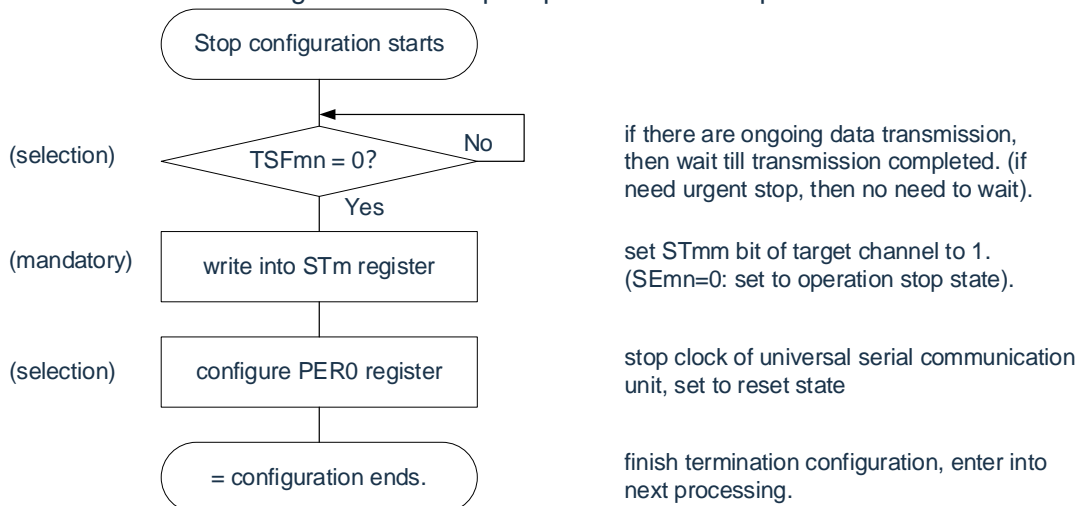 Stop configuration starts
(selection)
TSFmn = 0?
No
Yes
if there are ongoing data transmission,
then wait till transmission completed. (if
need urgent stop, then no need to wait).
(mandatory)
write into STm register
set STmm bit of target channel to 1.
(SEmn=0: set to operation stop state).
(selection)
configure PER0 register
stop clock of universal serial communication
unit, set to reset state
= configuration ends.
finish termination configuration, enter into
next processing.